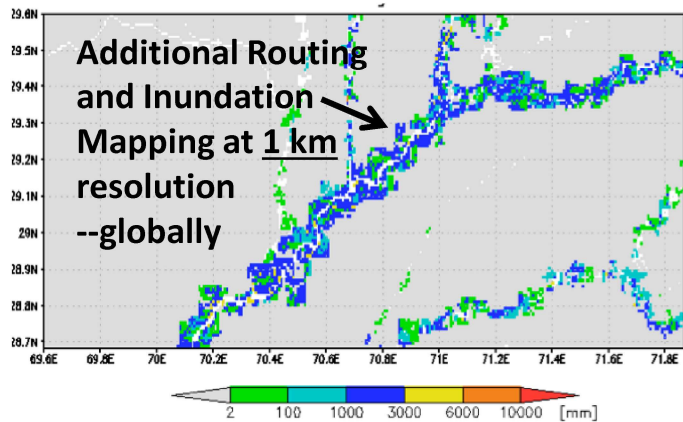 29.6N
29.5N
29.4N
29.3N
29.2N
29.1N
29N
28.9N
28.8N
28.7N
Additional Routing
and Inundation
Mapping at 1 km
resolution
--globally
69.6E 69.8E 70E 70.2E 70.4E 70.6E 70.8E 71E 71.2E 71.4E 71.6E 71.8E
2 100 1000 3000 6000 10000 [mm]